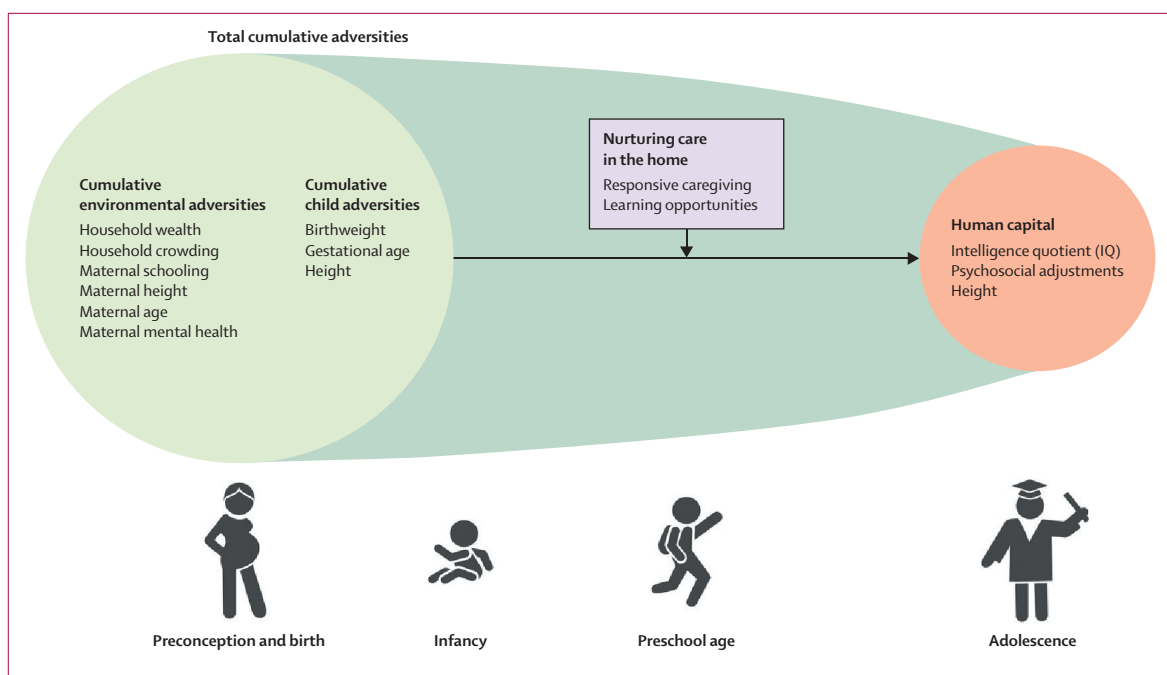 Total cumulative adversities
Cumulative
environmental adversities
Household wealth
Household crowding
Maternal schooling
Maternal height
Maternal age
Maternal mental health
Cumulative
child adversities
Birthweight
Gestational age
Height
Nurturing care
in the home
Responsive caregiving
Learning opportunities
Human capital
Intelligence quotient (IQ)
Psychosocial adjustments
Height
Preconception and birth
Infancy
Preschool age
Adolescence